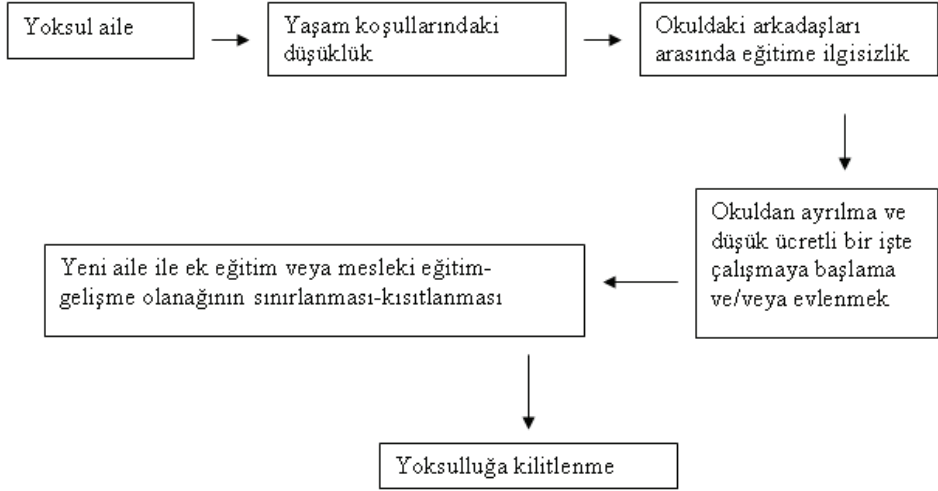 Yoksul aile
Yaşam koşullarındaki
düşüklük
Okuldaki arkadaşları
arasında eğitime ilgisizlik
Okuldan ayrılma ve
düşük ücretli bir işte
çalışmaya başlama
ve/veya evlenmek
Yeni aile ile ek eğitim veya mesleki eğitim-
gelişme olanağının sınırlanması-kısıtlanması
Yoksulluğa kilitlenme